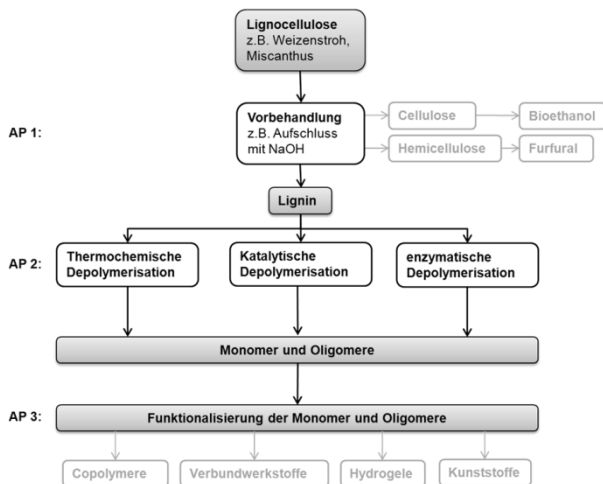 Lignocellulose
z.B. Weizenstroh,
Miscanthus
AP 1:
Vorbehandlung
z.B. Aufschluss
mit NaOH
Cellulose
Bioethanol
Hemicellulose
Furfural
Lignin
AP 2:
Thermochemische
Depolymerisation
Katalytische
Depolymerisation
enzymatische
Depolymerisation
Monomer und Oligomere
AP 3:
Funktionalisierung der Monomer und Oligomere
Copolymere
Verbundwerkstoffe
Hydrogele
Kunststoffe